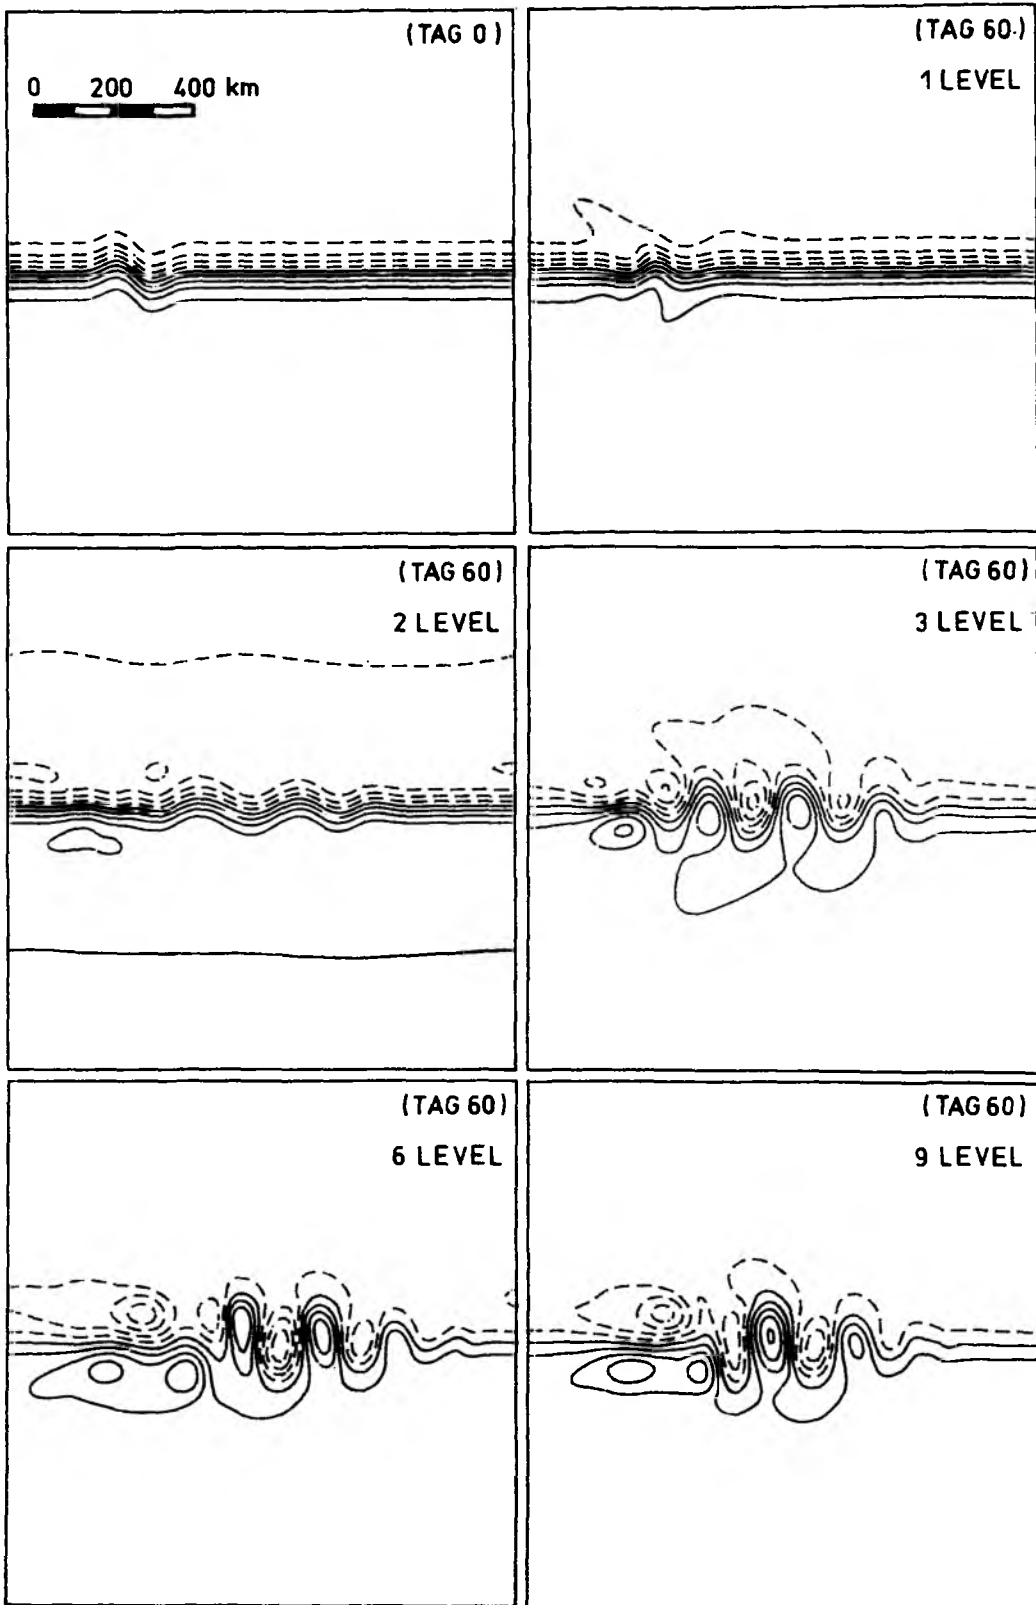 (TAG 0)
0 200 400 km
(TAG 60.)
1 LEVEL
(TAG 60)
2 LEVEL
(TAG 60)
3 LEVEL
(TAG 60)
6 LEVEL
(TAG 60)
9 LEVEL